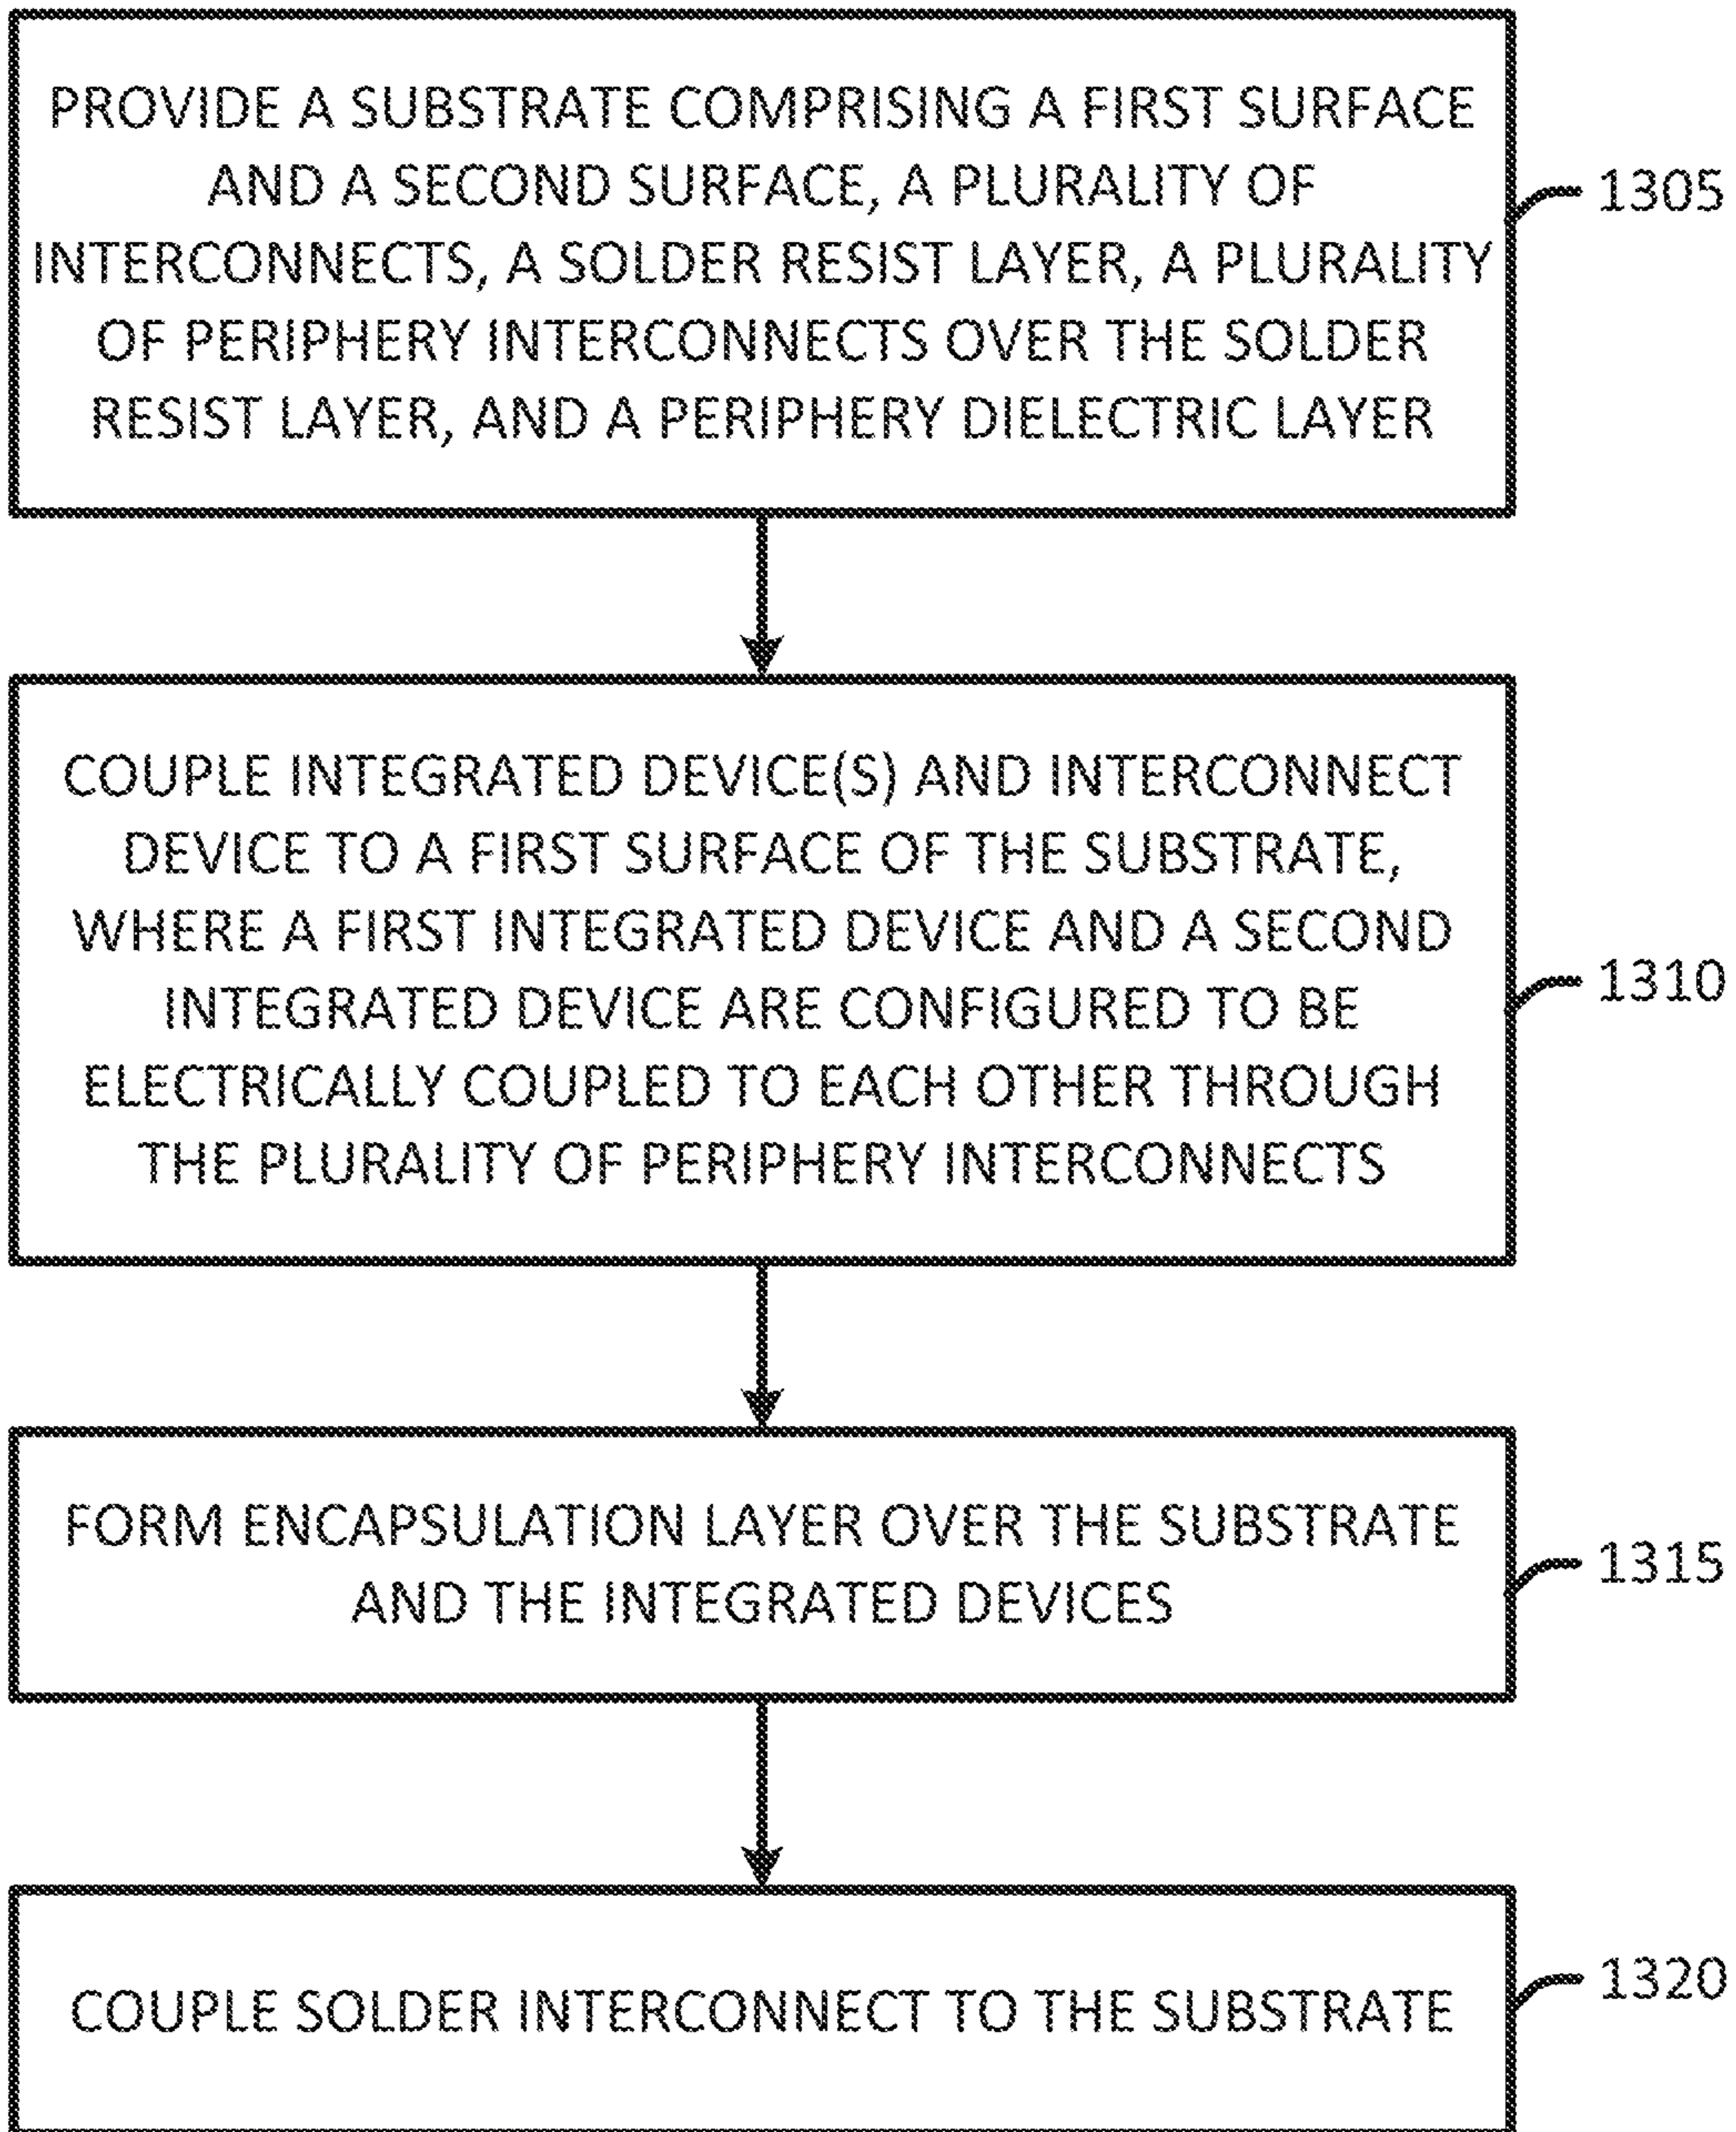 PROVIDE A SUBSTRATE COMPRISING A FIRST SURFACE
AND A SECOND SURFACE, A PLURALITY OF
INTERCONNECTS, A SOLDER RESIST LAYER, A PLURALITY
OF PERIPHERY INTERCONNECTS OVER THE SOLDER
RESIST LAYER, AND A PERIPHERY DIELECTRIC LAYER
1305
COUPLE INTEGRATED DEVICE(S) AND INTERCONNECT
DEVICE TO A FIRST SURFACE OF THE SUBSTRATE,
WHERE A FIRST INTEGRATED DEVICE AND A SECOND
INTEGRATED DEVICE ARE CONFIGURED TO BE
ELECTRICALLY COUPLED TO EACH OTHER THROUGH
THE PLURALITY OF PERIPHERY INTERCONNECTS
1310
FORM ENCAPSULATION LAYER OVER THE SUBSTRATE
AND THE INTEGRATED DEVICES
1315
COUPLE SOLDER INTERCONNECT TO THE SUBSTRATE
1320